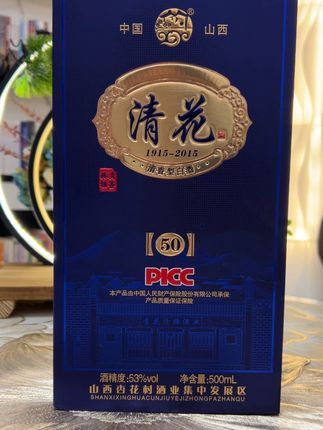 中国 山西
清花
1915-2015
清香型白酒
50
PICC
本产品由中国人民财产保险股份有限公司承保
产品质量保证保险
酒精度:53%vol 净含量:500mL
山西杏花村酒业集中发展区
SHANXIXINGHUACUNJIUYEJIZHONGFAZHANQU